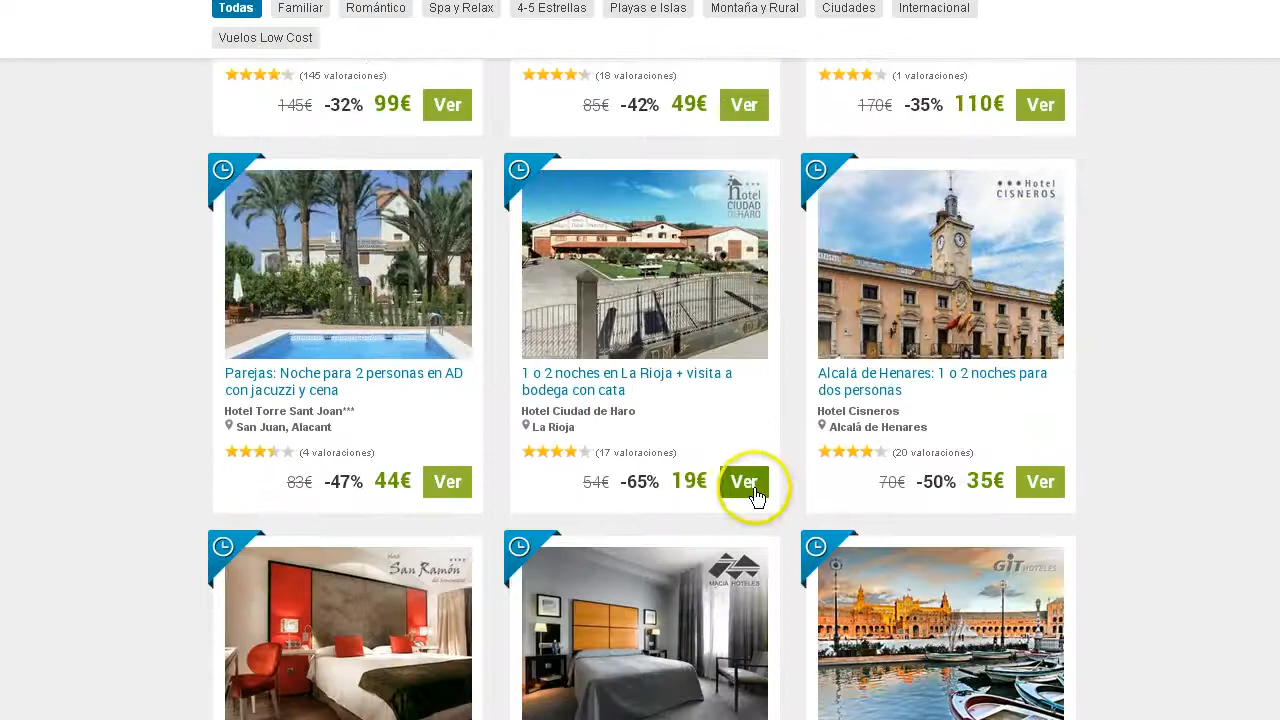 Todas
Familiar
Romántico
Spa y Relax
4-5 Estrellas
Playas e Islas
Montaña y Rural
Ciudades
Internacional
Vuelos Low Cost
(145 valoraciones)
145€ -32% 99€ Ver
(18 valoraciones)
85€ -42% 49€ Ver
(1 valoraciones)
170€ -35% 110€ Ver
Parejas: Noche para 2 personas en AD
con jacuzzi y cena
Hotel Torre Sant Joan***
San Juan, Alacant
(4 valoraciones)
83€ -47% 44€ Ver
hotel
CIUDAD
DE HARO
1 o 2 noches en La Rioja + visita a
bodega con cata
Hotel Ciudad de Haro
La Rioja
(17 valoraciones)
54€ -65% 19€ Ver
Hotel
CISNEROS
Alcalá de Henares: 1 o 2 noches para
dos personas
Hotel Cisneros
Alcalá de Henares
(20 valoraciones)
70€ -50% 35€ Ver
San Ramón
MACIÀ HOTELES
GIT HOTELES